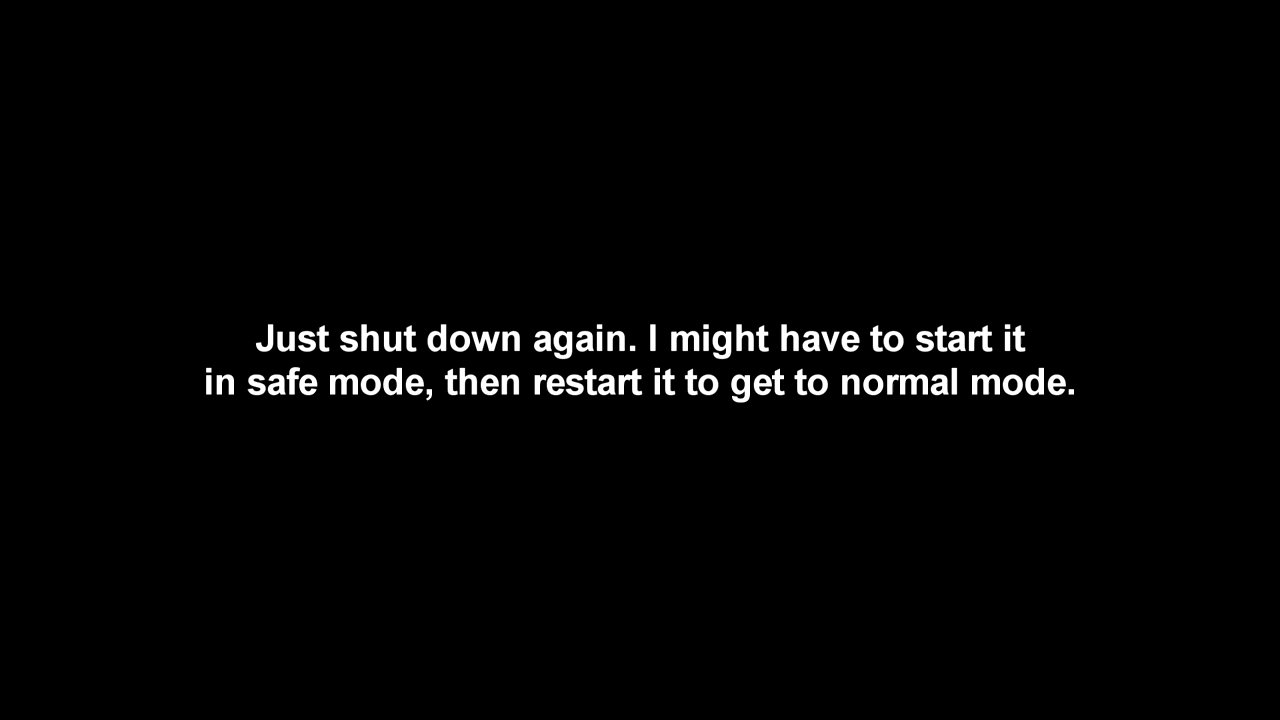 Just shut down again. I might have to start it
in safe mode, then restart it to get to normal mode.